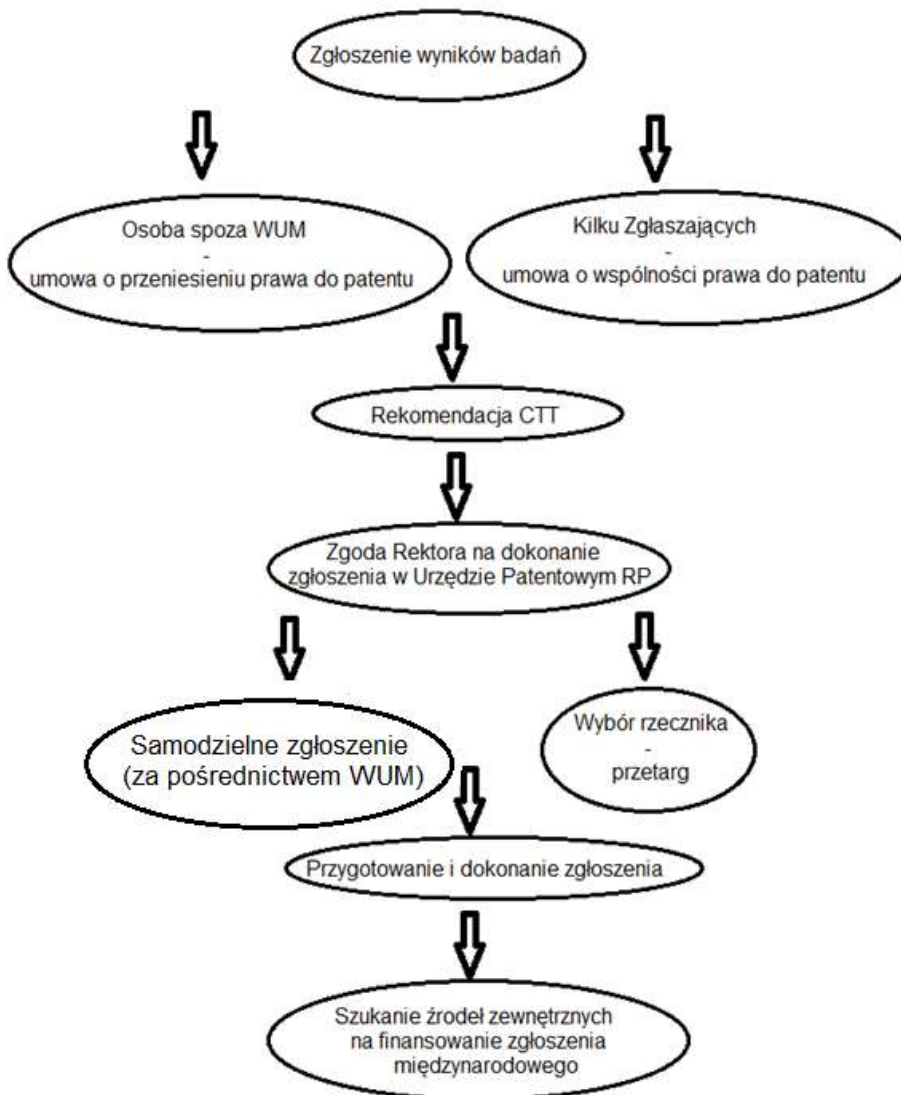 Zgłoszenie wyników badań
Osoba spoza WUM
-
umowa o przeniesieniu prawa do patentu
Kilku Zgłaszających
-
umowa o wspólności prawa do patentu
Rekomendacja CTT
Zgoda Rektora na dokonanie
zgłoszenia w Urzędzie Patentowym RP
Samodzielne zgłoszenie
(za pośrednictwem WUM)
Wybór rzecznika
-
przetarg
Przygotowanie i dokonanie zgłoszenia
Szukanie źrodeł zewnętrznych
na finansowanie zgłoszenia
międzynarodowego